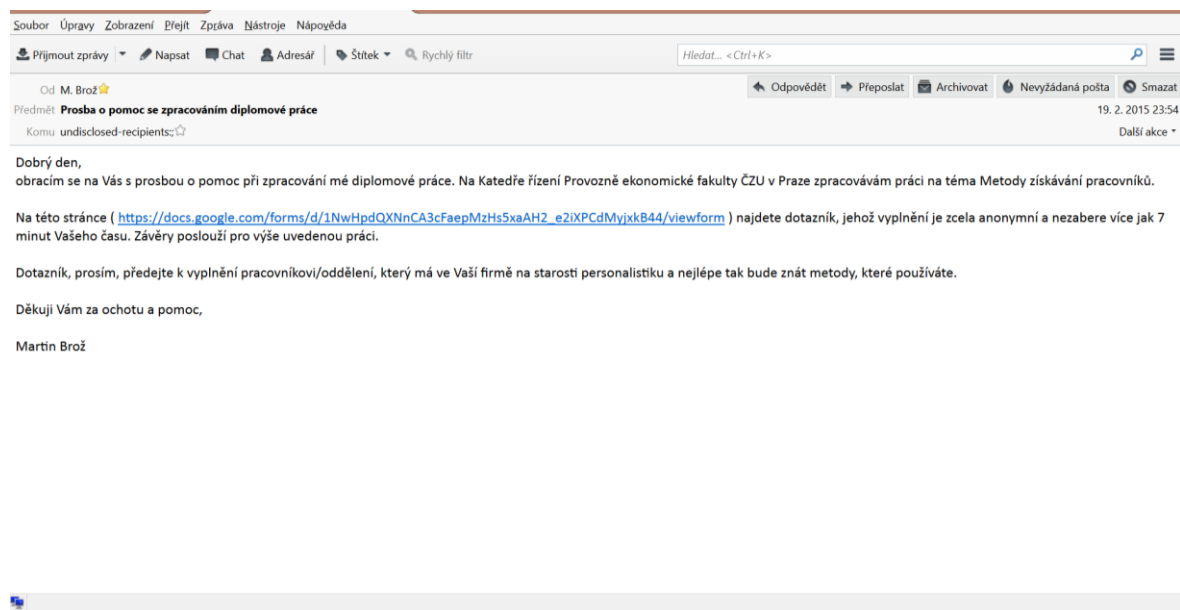 Soubor Úpravy Zobrazení Přejít Zpráva Nástroje Nápověda
Přijmout zprávy Napsat Chat Adresář Štítek Rychlý filtr Hledat... <Ctrl+K>
Od M. Brož Odpovědět Přeposlat Archivovat Nevyžádaná pošta Smazat
Předmět Prosba o pomoc se zpracováním diplomové práce 19. 2. 2015 23:54
Komu undisclosed-recipients:; Další akce
Dobrý den,
obracím se na Vás s prosbou o pomoc při zpracování mé diplomové práce. Na Katedře řízení Provozně ekonomické fakulty ČZU v Praze zpracovávám práci na téma Metody získávání pracovníků.
Na této stránce ( https://docs.google.com/forms/d/1NwHpdQXNnCA3cFaepMzHs5xaAH2_e2iXPCdMyjxkB44/viewform ) najdete dotazník, jehož vyplnění je zcela anonymní a nezabere více jak 7
minut Vašeho času. Závěry poslouží pro výše uvedenou práci.
Dotazník, prosím, předejte k vyplnění pracovníkovi/oddělení, který má ve Vaší firmě na starosti personalistiku a nejlépe tak bude znát metody, které používáte.
Děkuji Vám za ochotu a pomoc,
Martin Brož